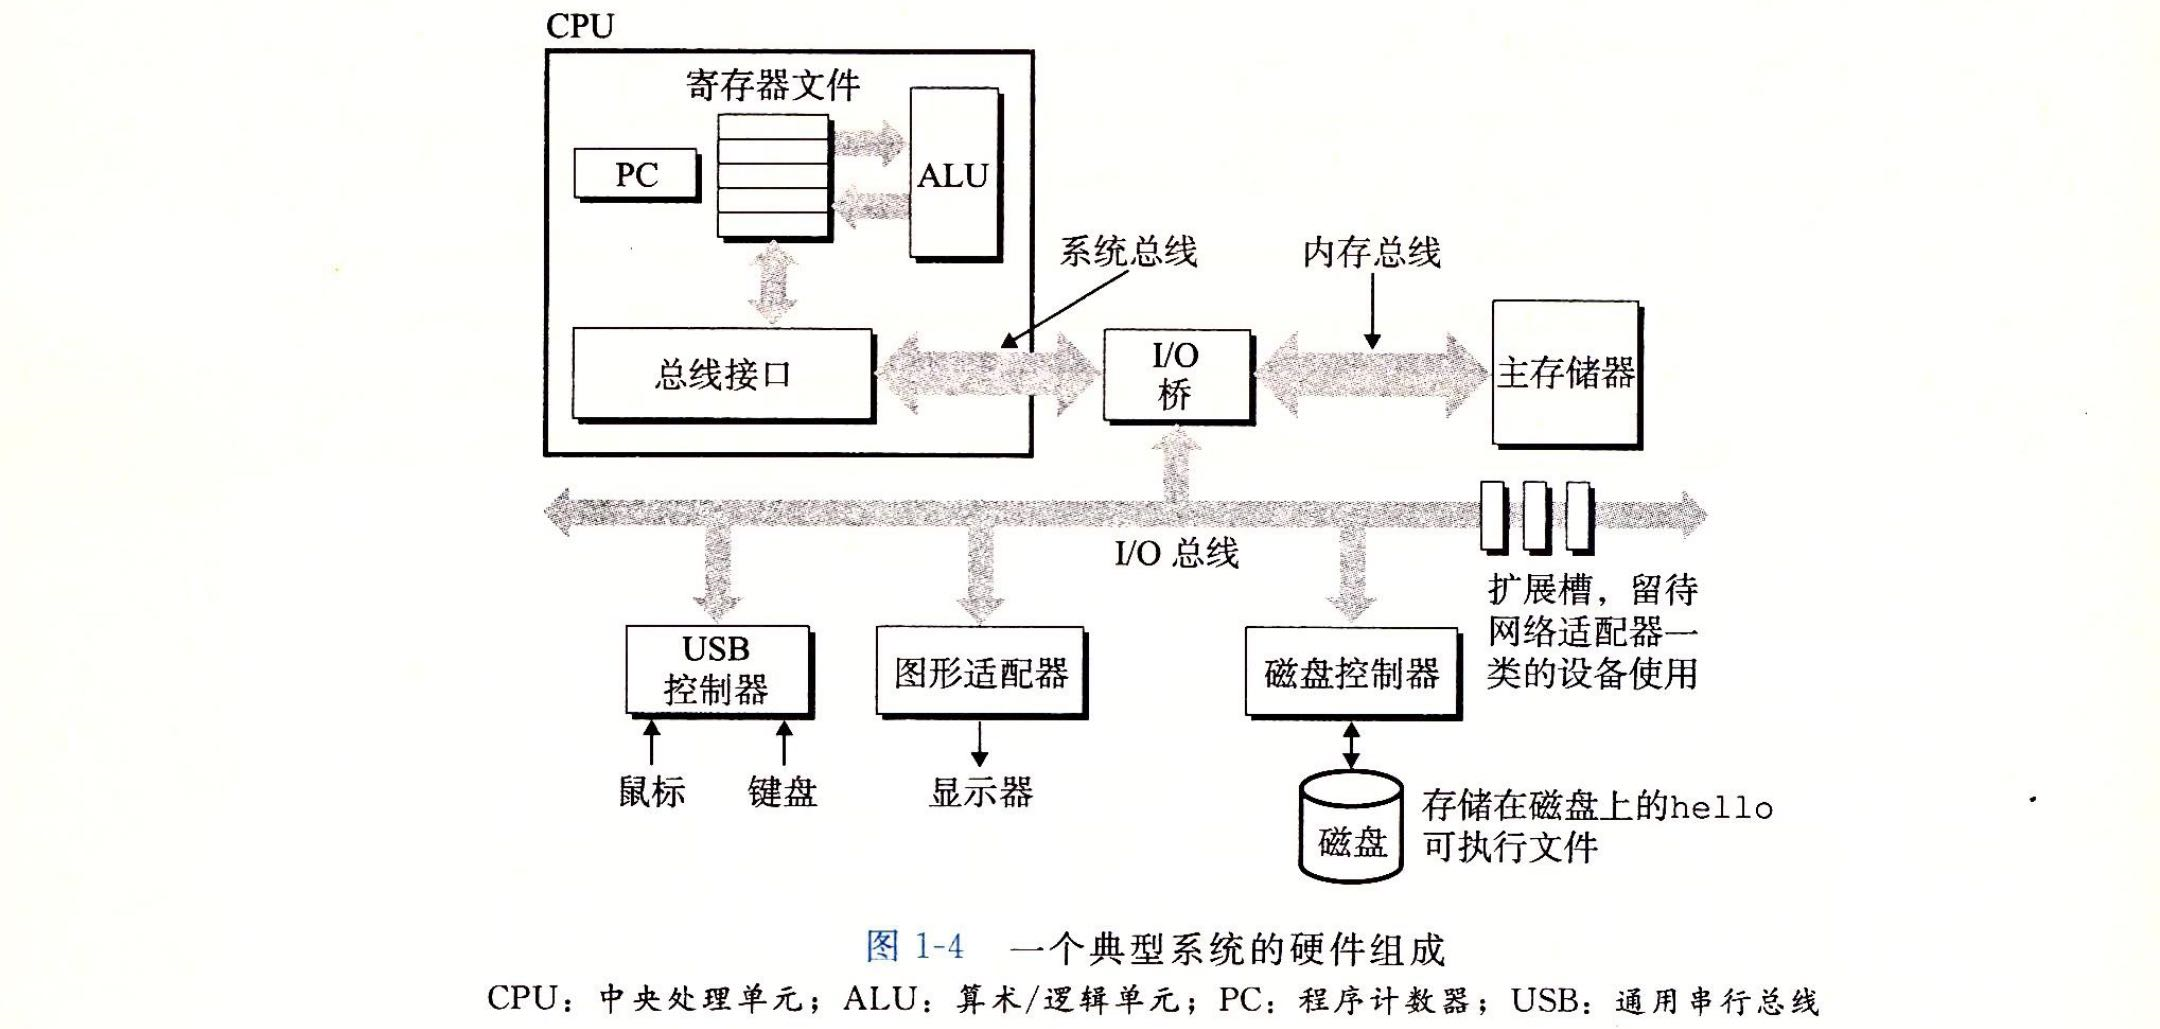 CPU
寄存器文件
PC
ALU
系统总线
内存总线
总线接口
I/O
桥
主存储器
I/O 总线
扩展槽，留待
网络适配器一
类的设备使用
USB
控制器
图形适配器
磁盘控制器
鼠标
键盘
显示器
磁盘
存储在磁盘上的hello
可执行文件
图 1-4 一个典型系统的硬件组成
CPU：中央处理单元；ALU：算术/逻辑单元；PC：程序计数器；USB：通用串行总线